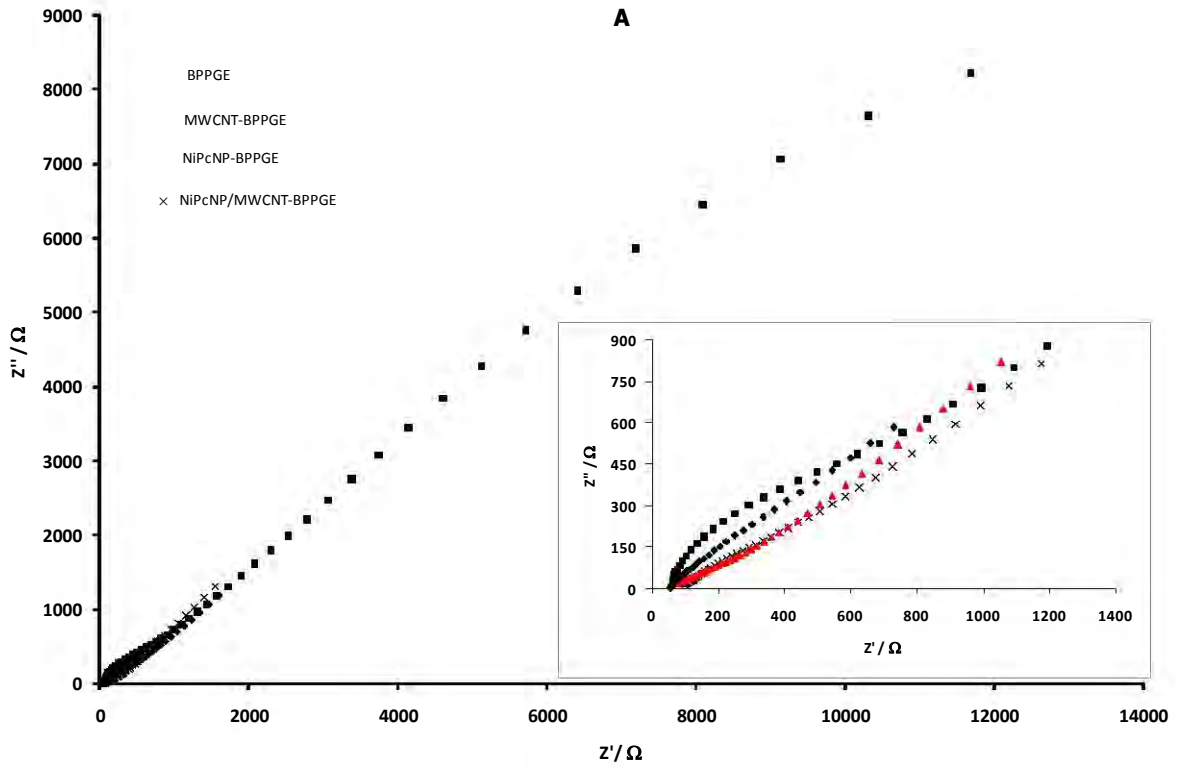 A
9000
8000
7000
6000
5000
4000
3000
2000
1000
0
Z'' / Ω
BPPGE
MWCNT-BPPGE
NiPcNP-BPPGE
× NiPcNP/MWCNT-BPPGE
0 2000 4000 6000 8000 10000 12000 14000
Z' / Ω
900
750
600
450
300
150
0
Z'' / Ω
0 200 400 600 800 1000 1200 1400
Z' / Ω